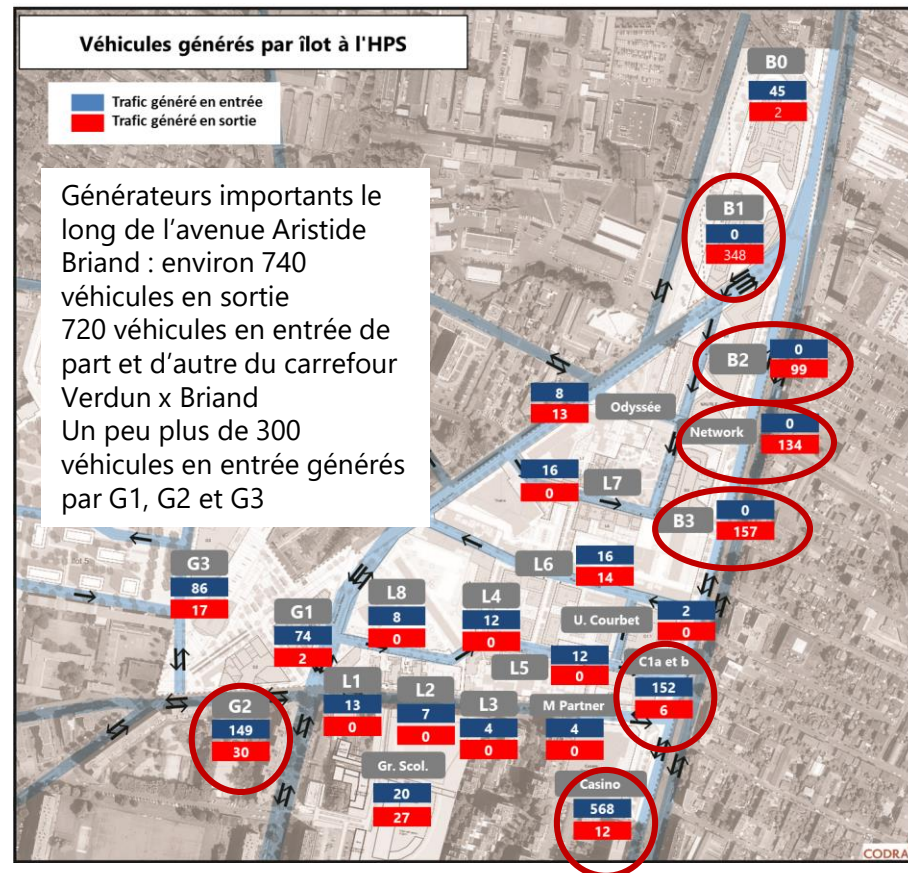 Véhicules générés par îlot à l'HPS
Trafic généré en entrée
Trafic généré en sortie
Générateurs importants le
long de l’avenue Aristide
Briand : environ 740
véhicules en sortie
720 véhicules en entrée de
part et d’autre du carrefour
Verdun x Briand
Un peu plus de 300
véhicules en entrée générés
par G1, G2 et G3
B0
45
2
B1
0
348
B2
0
99
Odyssée
8
13
Network
0
134
L7
16
0
B3
0
157
L6
16
14
G3
86
17
L8
8
0
L4
12
0
U. Courbet
2
0
G1
74
2
L5
12
0
C1a et b
152
6
L1
13
0
L2
7
0
L3
4
0
M Partner
4
0
G2
149
30
Gr. Scol.
20
27
Casino
568
12
CODRA